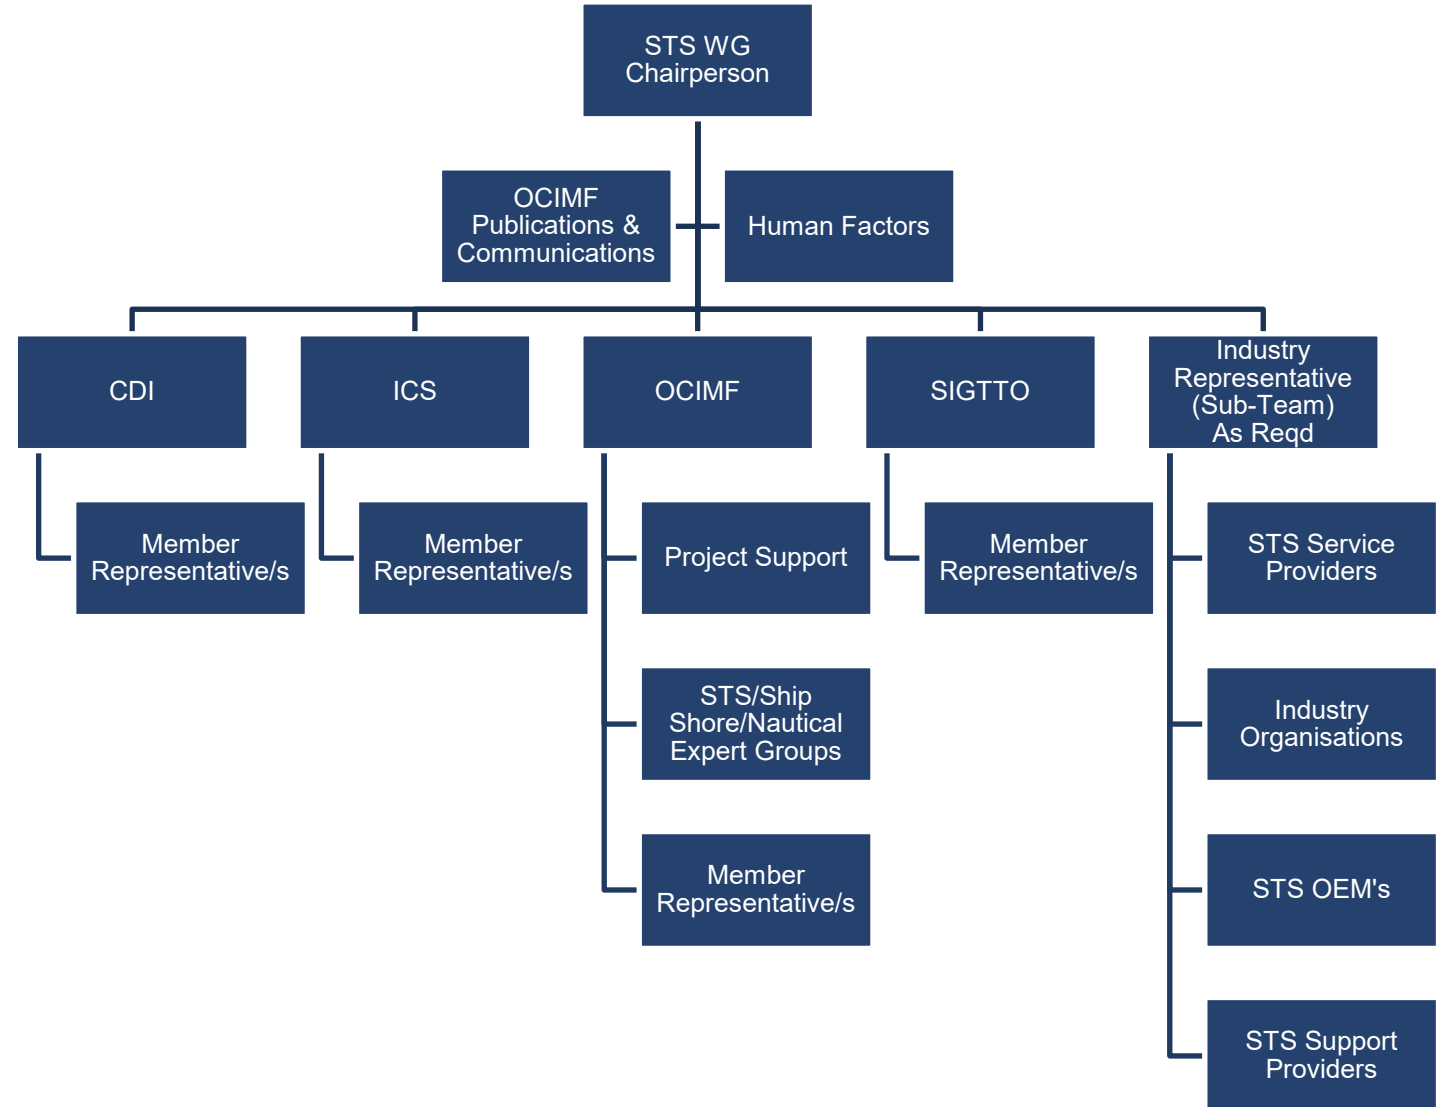 STS WG
Chairperson
OCIMF
Publications &
Communications
Human Factors
CDI
ICS
OCIMF
SIGTTO
Industry
Representative
(Sub-Team)
As Reqd
Member
Representative/s
Member
Representative/s
Project Support
Member
Representative/s
STS Service
Providers
STS/Ship
Shore/Nautical
Expert Groups
Industry
Organisations
Member
Representative/s
STS OEM's
STS Support
Providers